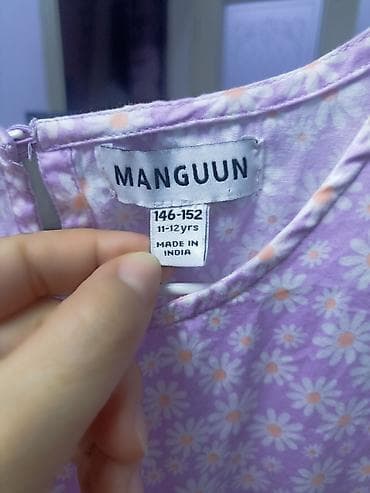 MANGUUN
146-152
11-12yrs
MADE IN
INDIA